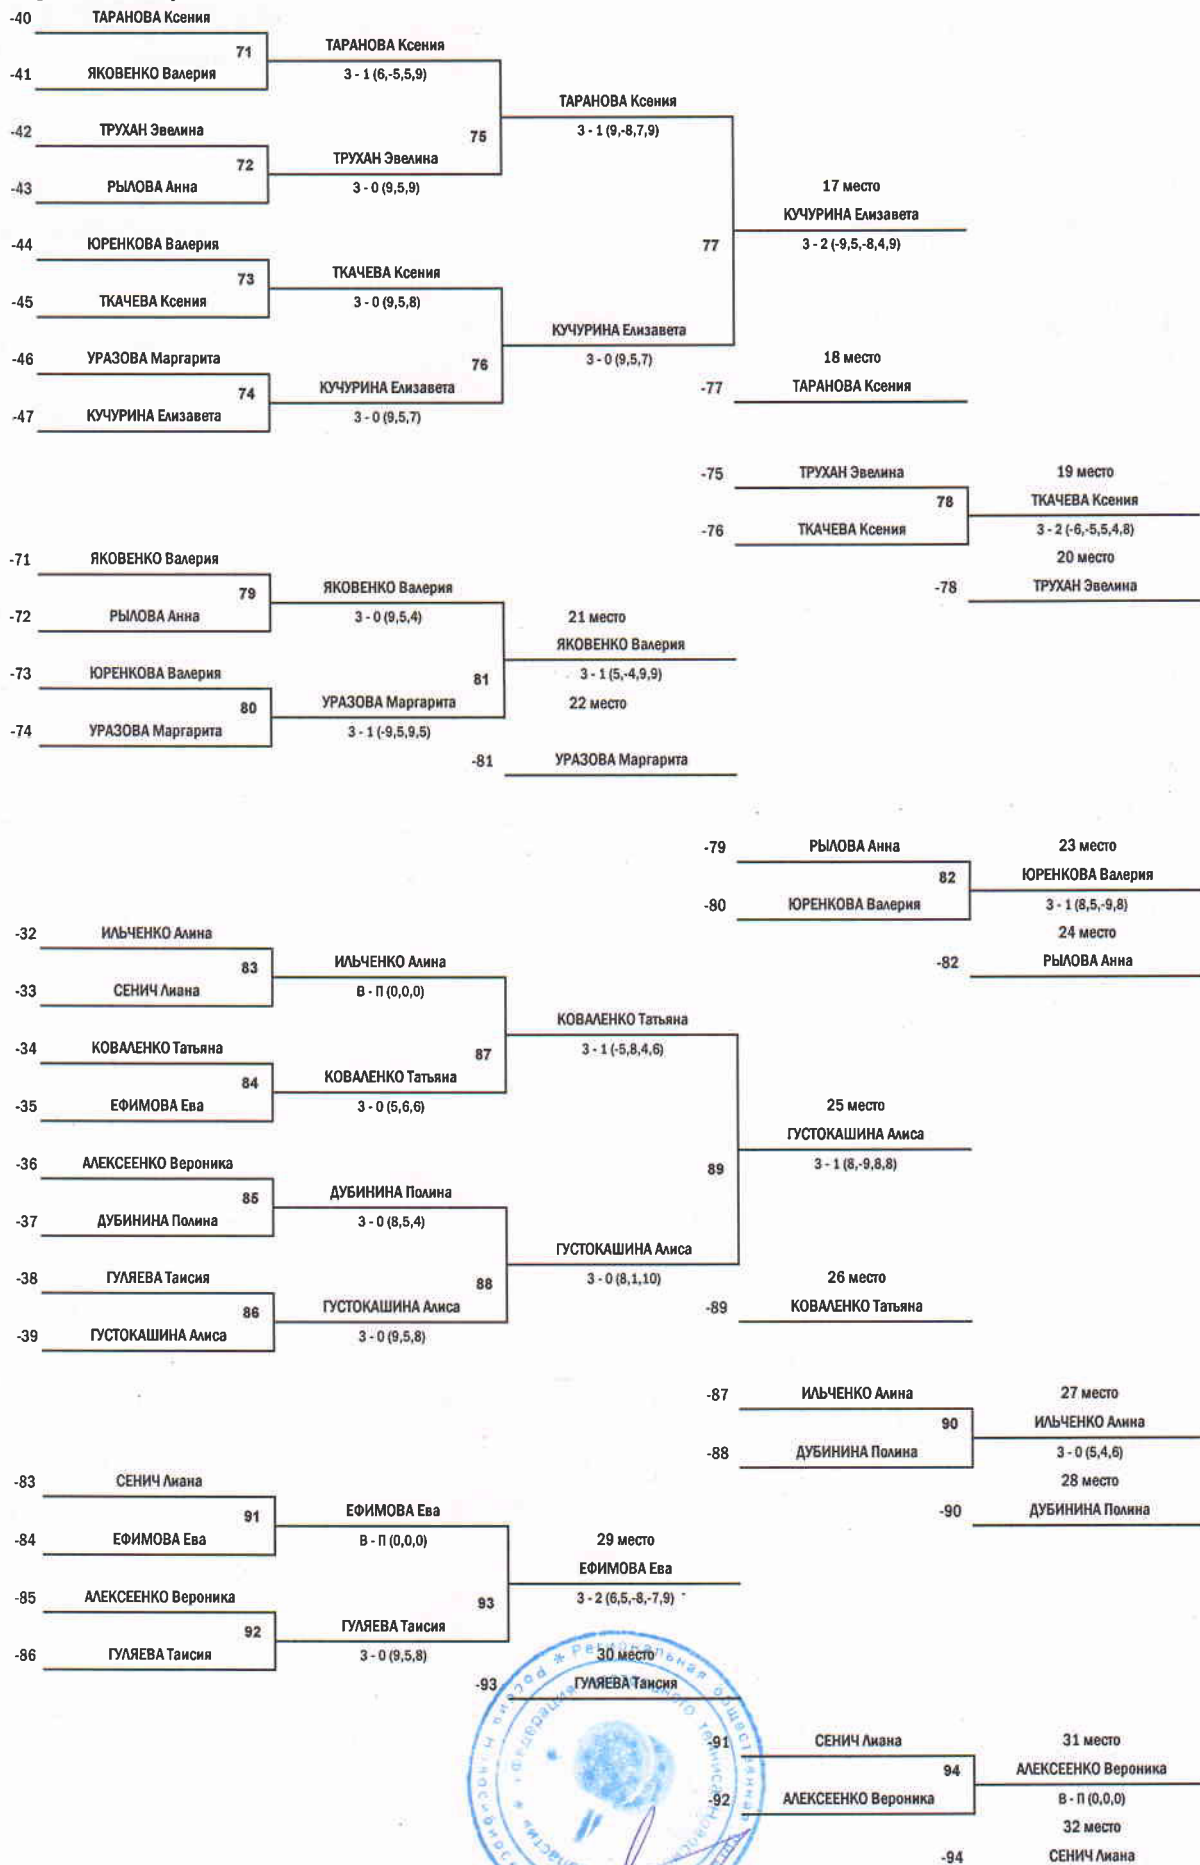 -40 ТАРАНОВА Ксения
71 ТАРАНОВА Ксения
-41 ЯКОВЕНКО Валерия 3 - 1 (6,-5,5,9)
ТАРАНОВА Ксения
-42 ТРУХАН Эвелина 75 3 - 1 (9,-8,7,9)
72 ТРУХАН Эвелина
-43 РЫЛОВА Анна 3 - 0 (9,5,9) 17 место
КУЧУРИНА Елизавета
-44 ЮРЕНКОВА Валерия 77 3 - 2 (-9,5,-8,4,9)
73 ТКАЧЕВА Ксения
-45 ТКАЧЕВА Ксения 3 - 0 (9,5,8)
КУЧУРИНА Елизавета
-46 УРАЗОВА Маргарита 76 3 - 0 (9,5,7) 18 место
74 КУЧУРИНА Елизавета -77 ТАРАНОВА Ксения
-47 КУЧУРИНА Елизавета 3 - 0 (9,5,7)
-75 ТРУХАН Эвелина 19 место
78 ТКАЧЕВА Ксения
-76 ТКАЧЕВА Ксения 3 - 2 (-6,-5,5,4,8)
-71 ЯКОВЕНКО Валерия 20 место
79 ЯКОВЕНКО Валерия -78 ТРУХАН Эвелина
-72 РЫЛОВА Анна 3 - 0 (9,5,4) 21 место
ЯКОВЕНКО Валерия
-73 ЮРЕНКОВА Валерия 81 3 - 1 (5,-4,9,9)
80 УРАЗОВА Маргарита 22 место
-74 УРАЗОВА Маргарита 3 - 1 (-9,5,9,5)
-81 УРАЗОВА Маргарита
-79 РЫЛОВА Анна 23 место
82 ЮРЕНКОВА Валерия
-80 ЮРЕНКОВА Валерия 3 - 1 (8,5,-9,8)
-32 ИЛЬЧЕНКО Алина 24 место
83 ИЛЬЧЕНКО Алина -82 РЫЛОВА Анна
-33 СЕНИЧ Лиана В - П (0,0,0)
КОВАЛЕНКО Татьяна
-34 КОВАЛЕНКО Татьяна 87 3 - 1 (-5,8,4,6)
84 КОВАЛЕНКО Татьяна
-35 ЕФИМОВА Ева 3 - 0 (5,6,6) 25 место
ГУСТОКАШИНА Алиса
-36 АЛЕКСЕЕНКО Вероника 89 3 - 1 (8,-9,8,8)
85 ДУБИНИНА Полина
-37 ДУБИНИНА Полина 3 - 0 (8,5,4)
ГУСТОКАШИНА Алиса
-38 ГУЛЯЕВА Таисия 88 3 - 0 (8,1,10) 26 место
86 ГУСТОКАШИНА Алиса -89 КОВАЛЕНКО Татьяна
-39 ГУСТОКАШИНА Алиса 3 - 0 (9,5,8)
-87 ИЛЬЧЕНКО Алина 27 место
90 ИЛЬЧЕНКО Алина
-88 ДУБИНИНА Полина 3 - 0 (5,4,6)
-83 СЕНИЧ Лиана 28 место
91 ЕФИМОВА Ева -90 ДУБИНИНА Полина
-84 ЕФИМОВА Ева В - П (0,0,0) 29 место
ЕФИМОВА Ева
-85 АЛЕКСЕЕНКО Вероника 93 3 - 2 (6,5,-8,-7,9)
92 ГУЛЯЕВА Таисия
-86 ГУЛЯЕВА Таисия 3 - 0 (9,5,8) 30 место
-93 ГУЛЯЕВА Таисия
-91 СЕНИЧ Лиана 31 место
94 АЛЕКСЕЕНКО Вероника
-92 АЛЕКСЕЕНКО Вероника В - П (0,0,0)
32 место
-94 СЕНИЧ Лиана
Региональная общественная
Федерация настольного тенниса